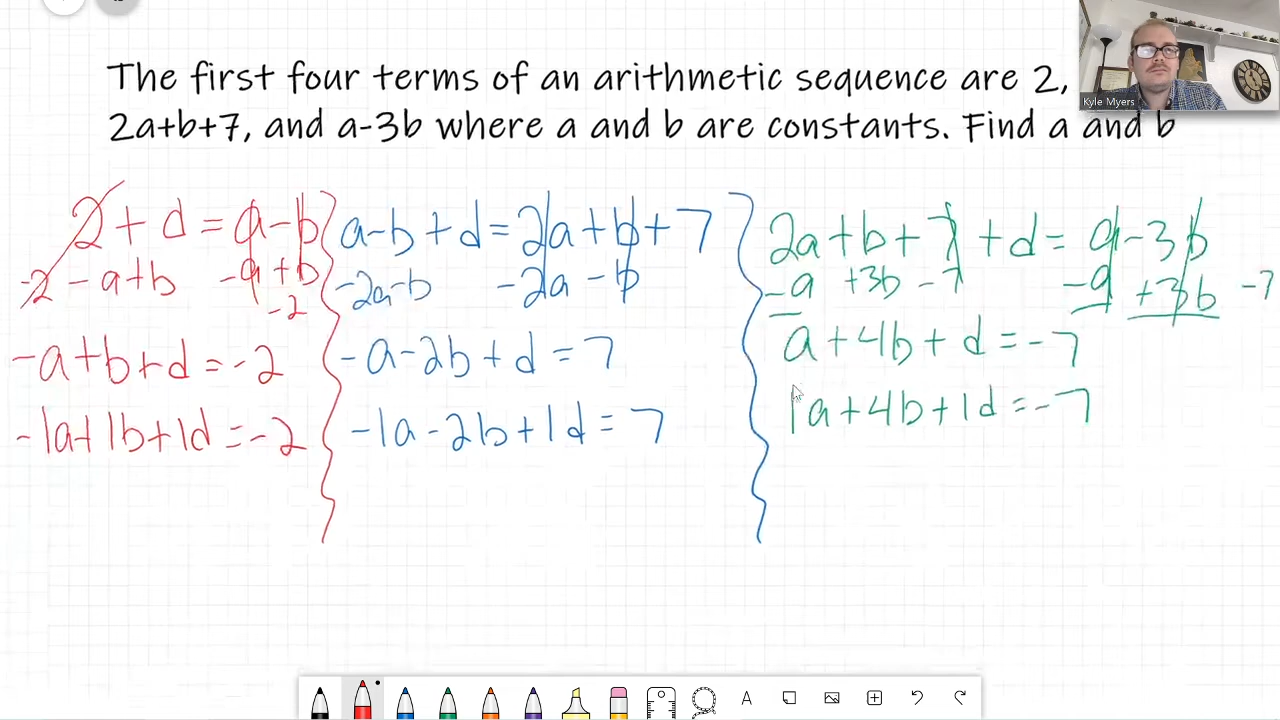 The first four terms of an arithmetic sequence are 2,
2a+b+7, and a-3b where a and b are constants. Find a and b
Kyle Myers
2 + d = a - b
-2 - a + b - a + b
-2
-a + b + d = -2
-1a + 1b + 1d = -2
a - b + d = 2a + b + 7
-2a - b -2a - b
-a - 2b + d = 7
-1a - 2b + 1d = 7
2a + b + 7 + d = a - 3b
-a +3b -7 -a +3b -7
a + 4b + d = -7
1a + 4b + 1d = -7
A